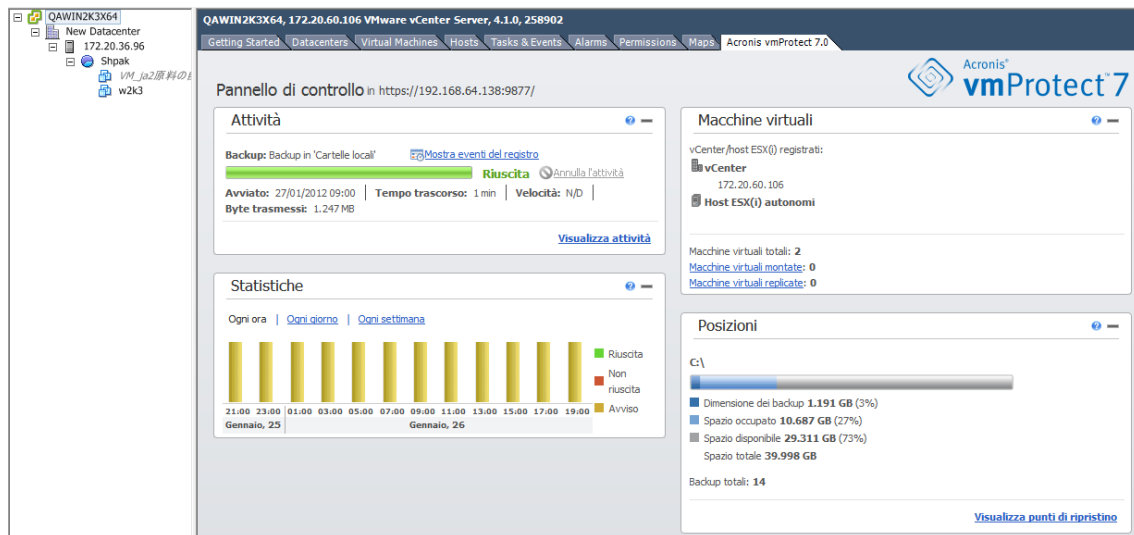 QAWIN2K3X64
New Datacenter
172.20.36.96
Shpak
VM_ja2原料の
w2k3
QAWIN2K3X64, 172.20.60.106 VMware vCenter Server, 4.1.0, 258902
Getting Started Datacenters Virtual Machines Hosts Tasks & Events Alarms Permissions Maps Acronis vmProtect 7.0
Pannello di controllo in https://192.168.64.138:9877/
Acronis®
vmProtect™7
Attività
Backup: Backup in 'Cartelle locali' Mostra eventi del registro
Riuscita Annulla l'attività
Avviato: 27/01/2012 09:00 | Tempo trascorso: 1 min | Velocità: N/D |
Byte trasmessi: 1.247 MB
Visualizza attività
Statistiche
Ogni ora | Ogni giorno | Ogni settimana
Riuscita
Non
riuscita
Avviso
21:00 23:00 01:00 03:00 05:00 07:00 09:00 11:00 13:00 15:00 17:00 19:00
Gennaio, 25 Gennaio, 26
Macchine virtuali
vCenter/host ESX(i) registrati:
vCenter
172.20.60.106
Host ESX(i) autonomi
Macchine virtuali totali: 2
Macchine virtuali montate: 0
Macchine virtuali replicate: 0
Posizioni
C:\
Dimensione dei backup 1.191 GB (3%)
Spazio occupato 10.687 GB (27%)
Spazio disponibile 29.311 GB (73%)
Spazio totale 39.998 GB
Backup totali: 14
Visualizza punti di ripristino